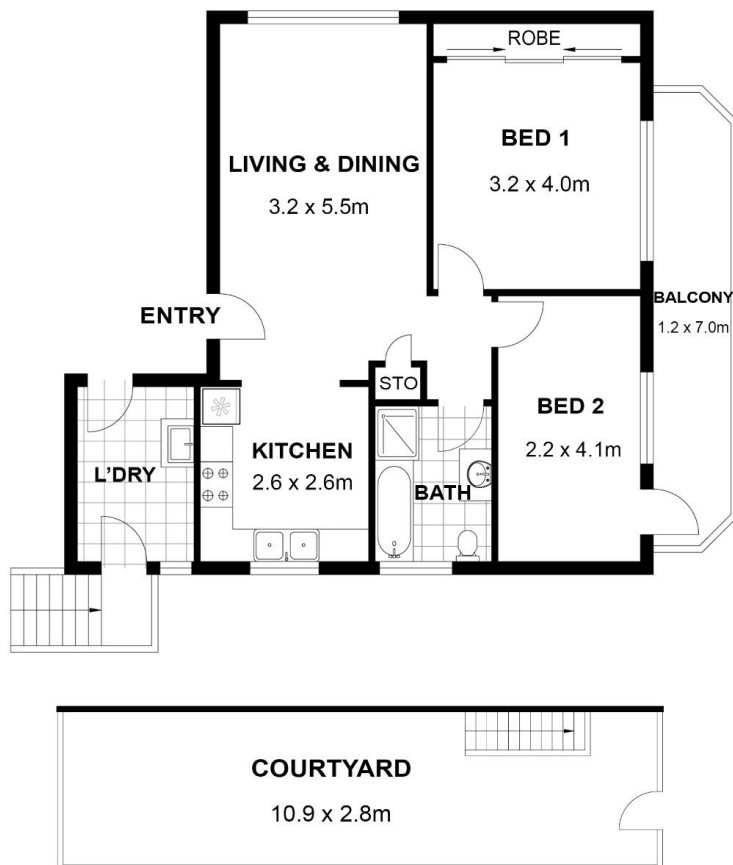 ROBE
BED 1
3.2 x 4.0m
LIVING & DINING
3.2 x 5.5m
BALCONY
1.2 x 7.0m
ENTRY
STO
BED 2
2.2 x 4.1m
KITCHEN
2.6 x 2.6m
L'DRY
BATH
COURTYARD
10.9 x 2.8m